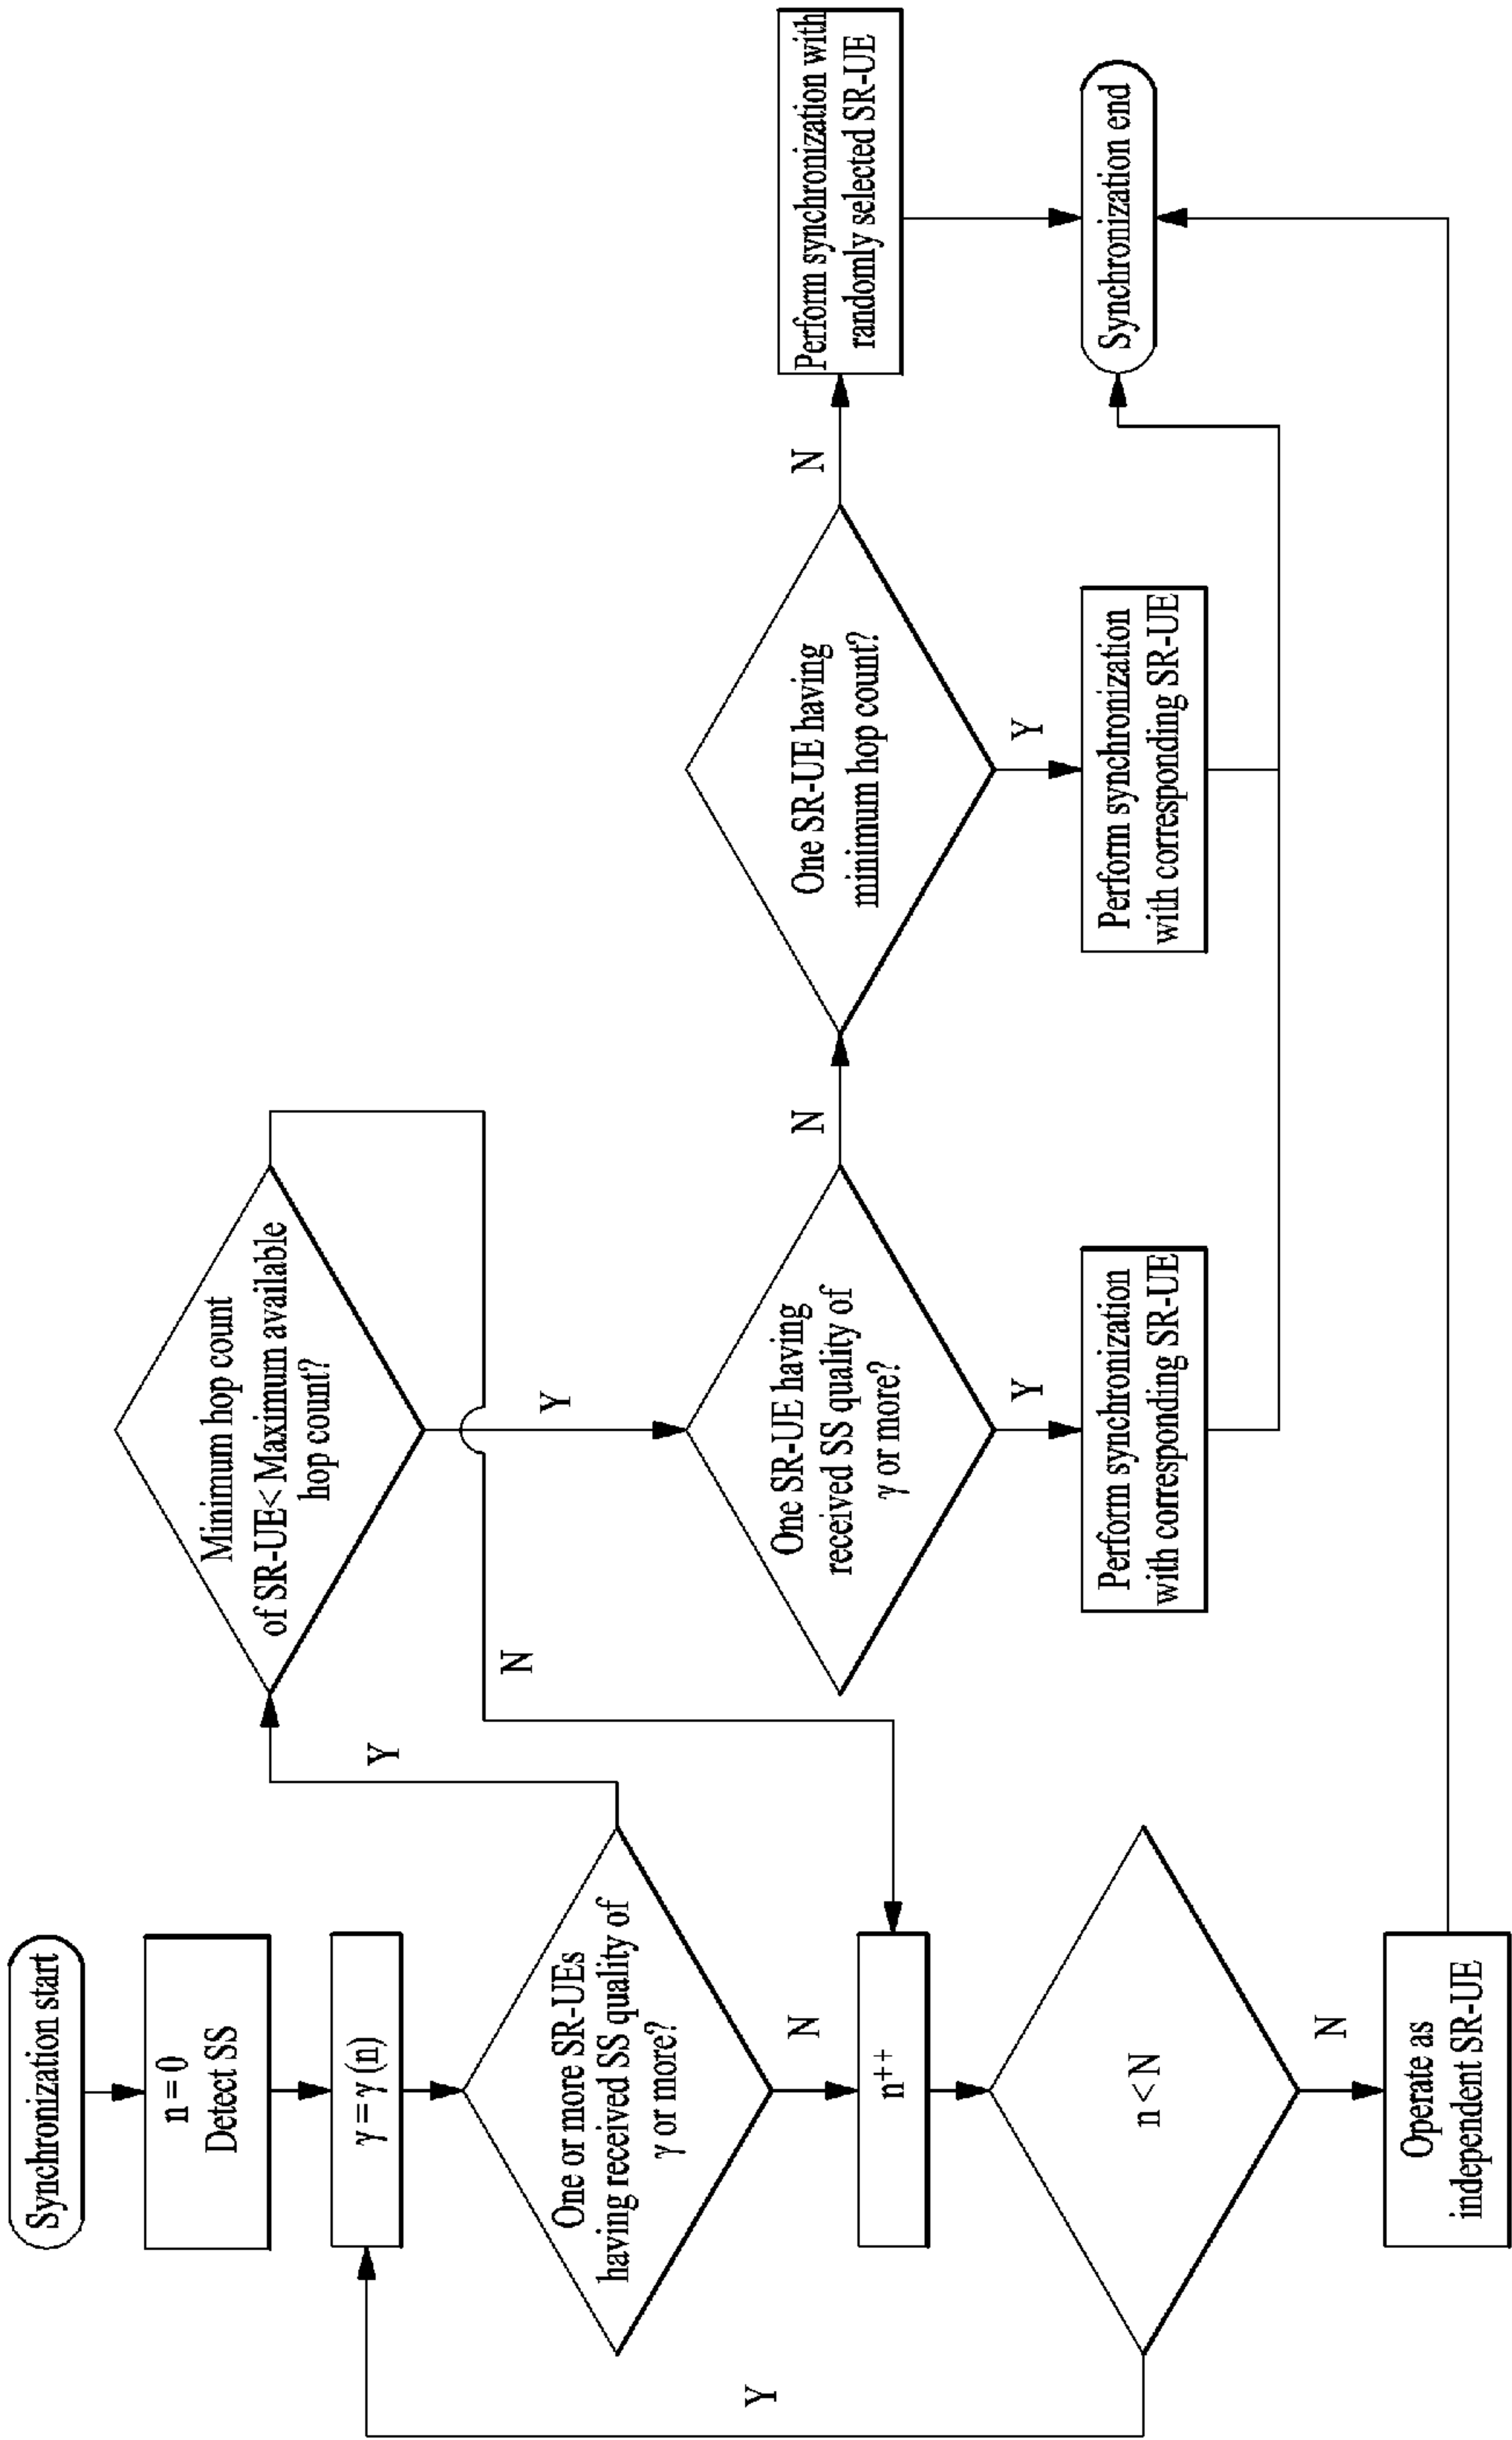 Synchronization start
n = 0
Detect SS
γ = γ (n)
One or more SR-UEs
having received SS quality of
γ or more?
Y
N
n++
n < N
Y
N
Operate as
independent SR-UE
Minimum hop count
of SR-UE< Maximum available
hop count?
N
Y
One SR-UE having
received SS quality of
γ or more?
N
Y
Perform synchronization
with corresponding SR-UE
One SR-UE having
minimum hop count?
N
Y
Perform synchronization
with corresponding SR-UE
Perform synchronization with
randomly selected SR-UE
Synchronization end